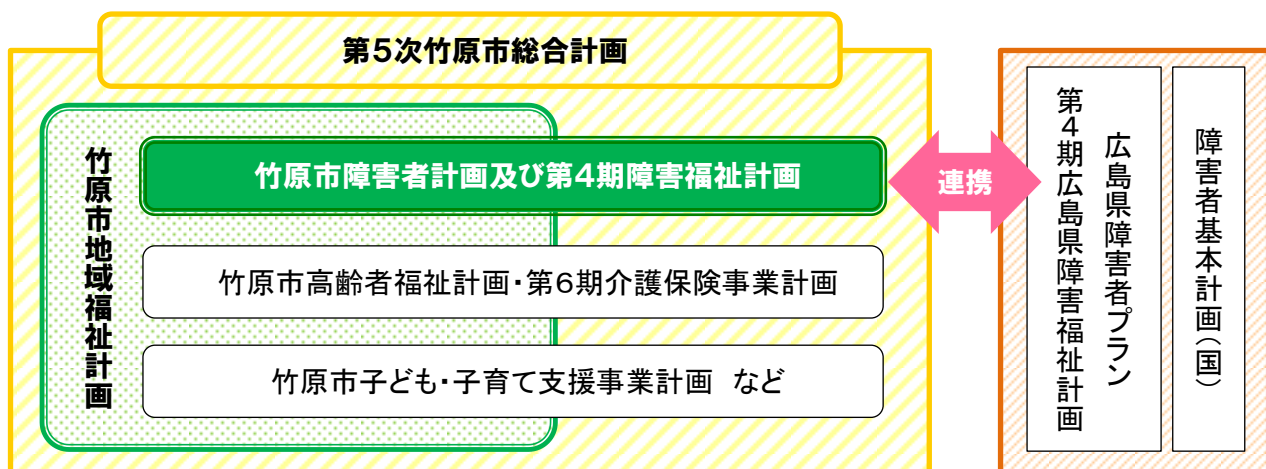 第5次竹原市総合計画
竹原市地域福祉計画
竹原市障害者計画及び第4期障害福祉計画
竹原市高齢者福祉計画・第6期介護保険事業計画
竹原市子ども・子育て支援事業計画　など
連携
障害者基本計画（国）
広島県障害者プラン
第4期広島県障害福祉計画